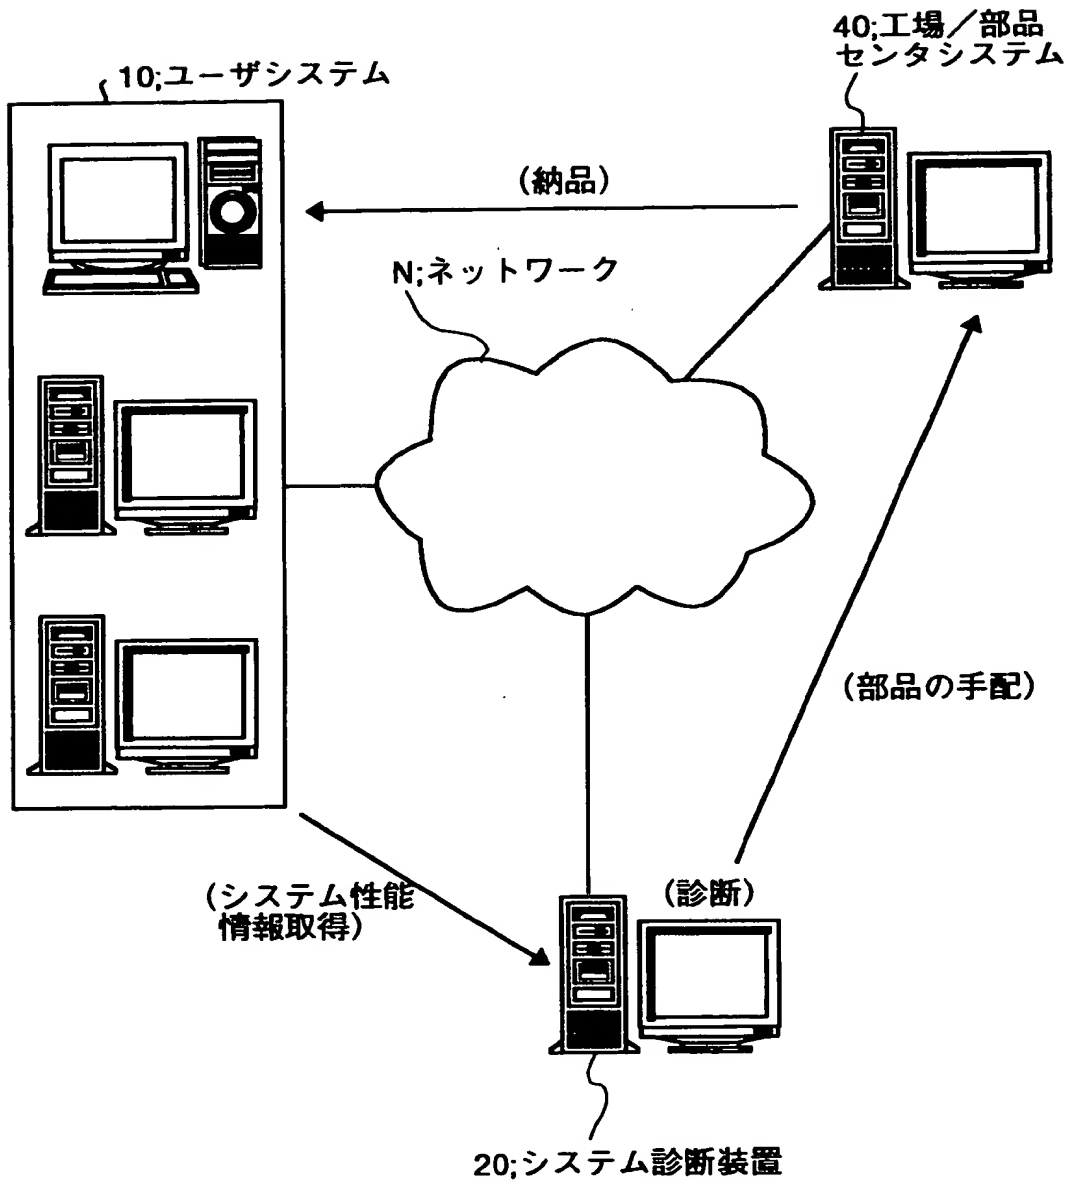 40;工場／部品
センタシステム
10;ユーザシステム
(納品)
N;ネットワーク
(部品の手配)
(システム性能
情報取得)
(診断)
20;システム診断装置